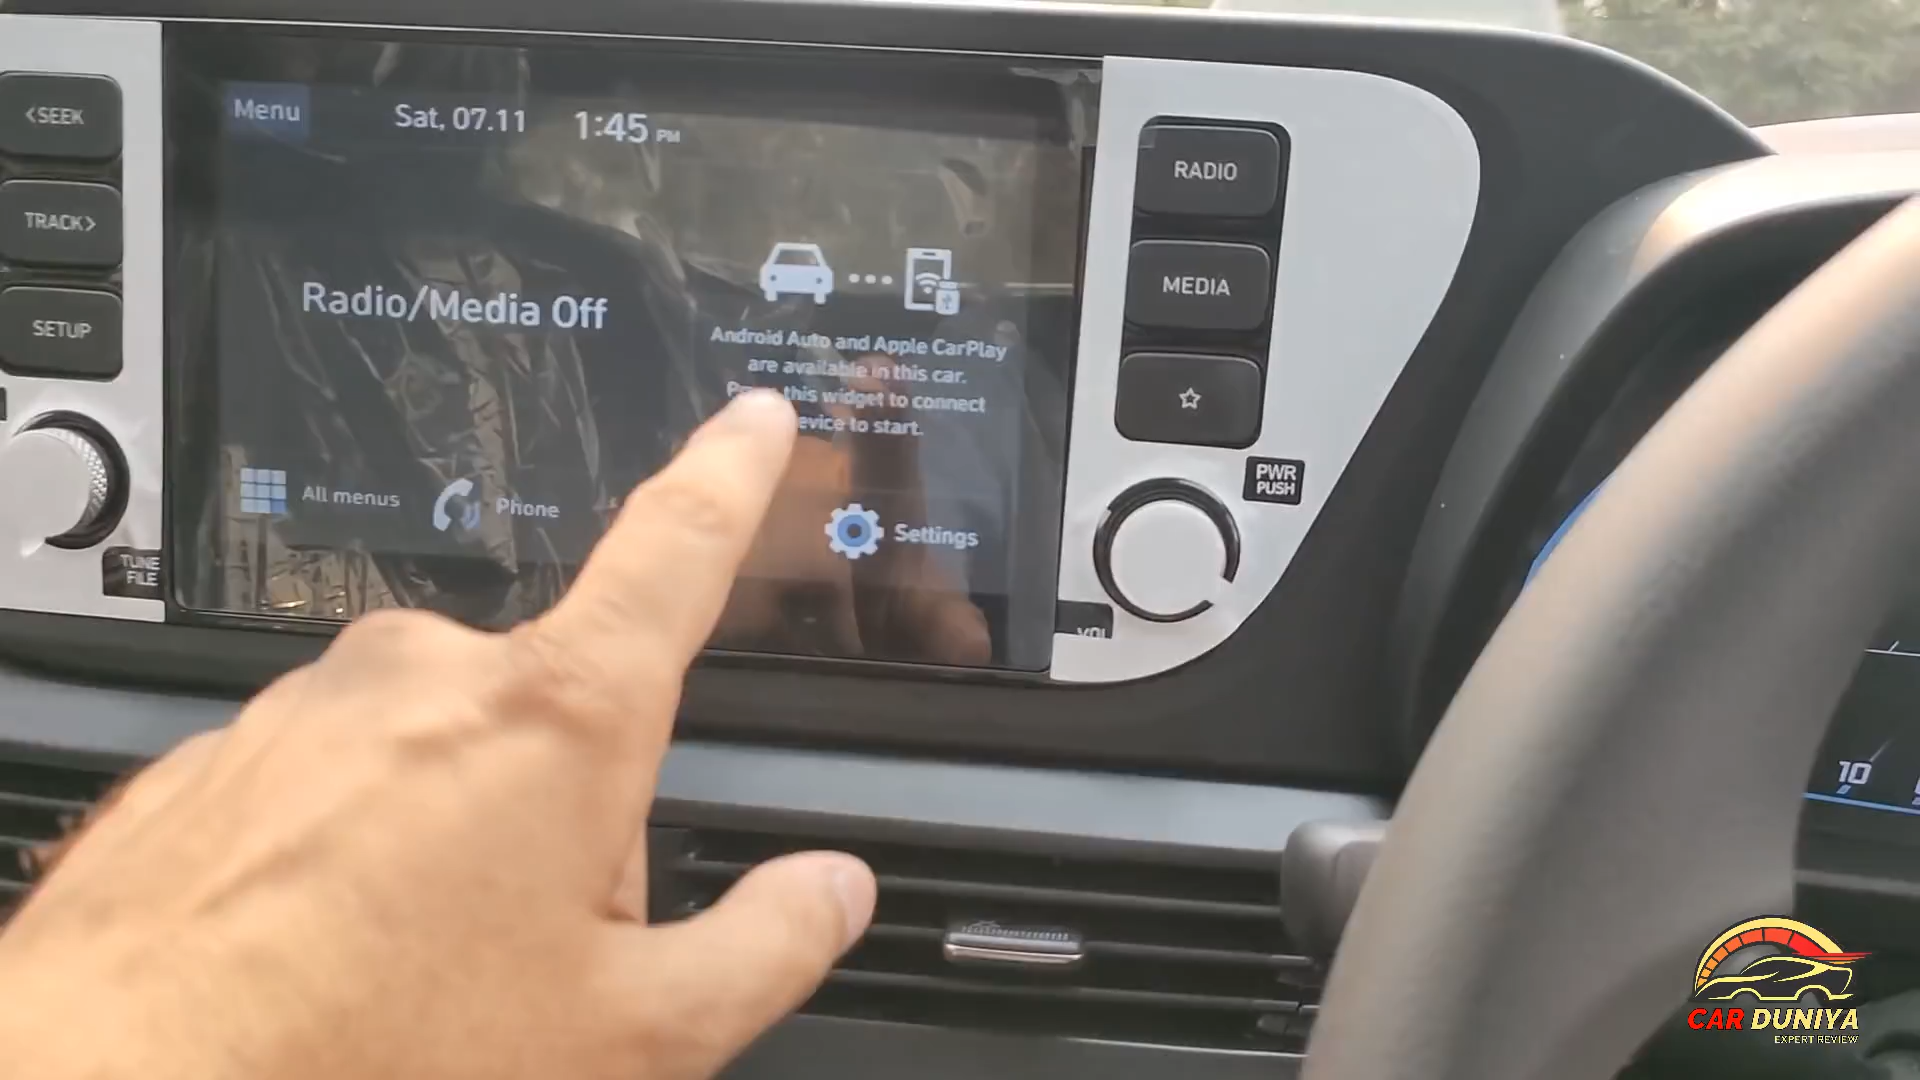 <SEEK
TRACK>
SETUP
TUNE
FILE
Menu
Sat, 07.11
1:45 PM
Radio/Media Off
Android Auto and Apple CarPlay
are available in this car.
this widget to connect
to start.
All menus
Phone
Settings
RADIO
MEDIA
PWR
PUSH
VOL
10
CAR DUNIYA
EXPERT REVIEW